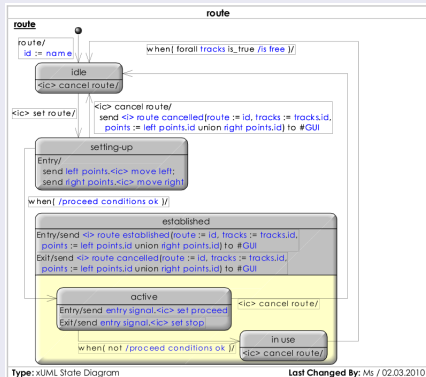 route
route
route/
id := name
when( forall tracks is_true /is free )/
idle
<ic> cancel route/
<ic> set route/
<ic> cancel route/
send <i> route cancelled(route := id, tracks := tracks.id,
points := left points.id union right points.id) to #GUI
setting-up
Entry/
send left points.<ic> move left;
send right points.<ic> move right
when( /proceed conditions ok )/
established
Entry/send <i> route established(route := id, tracks := tracks.id,
points := left points.id union right points.id) to #GUI
Exit/send <i> route cancelled(route := id, tracks := tracks.id,
points := left points.id union right points.id) to #GUI
active
Entry/send entry signal.<ic> set proceed
Exit/send entry signal.<ic> set stop
<ic> cancel route/
when( not /proceed conditions ok )/
in use
<ic> cancel route/
Type: xUML State Diagram
Last Changed By: Ms / 02.03.2010